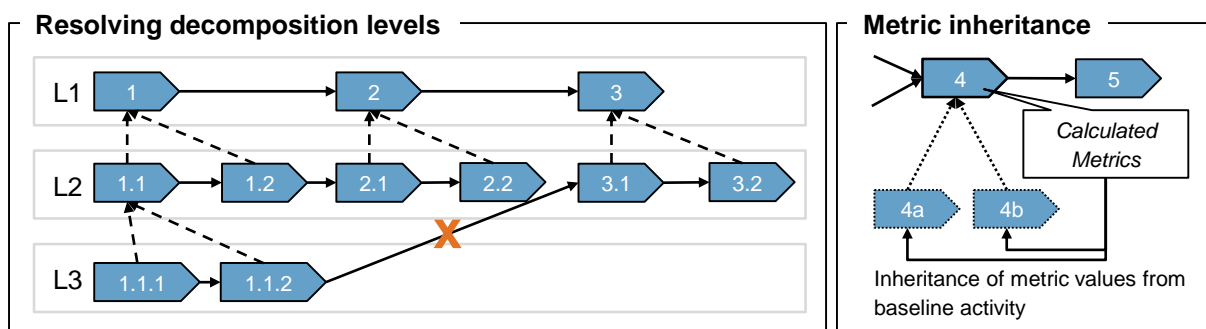 Resolving decomposition levels
L1
1
2
3
L2
1.1
1.2
2.1
2.2
3.1
3.2
X
L3
1.1.1
1.1.2
Metric inheritance
4
5
Calculated
Metrics
4a
4b
Inheritance of metric values from
baseline activity